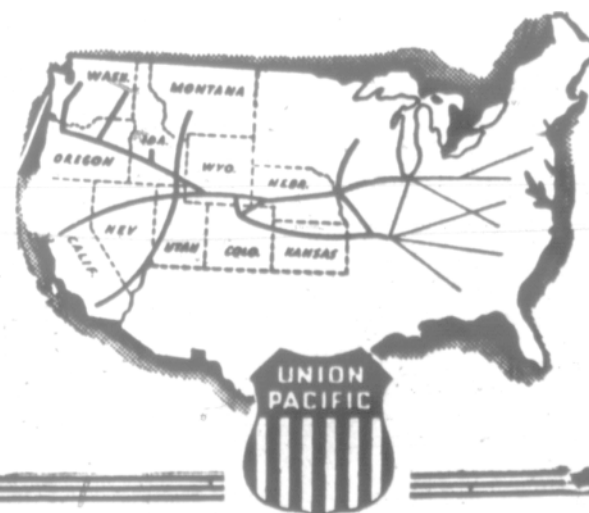 WASH.
MONTANA
IDA.
OREGON
WYO.
NEBR.
NEV.
CALIF.
UTAH
COLO.
KANSAS
UNION
PACIFIC